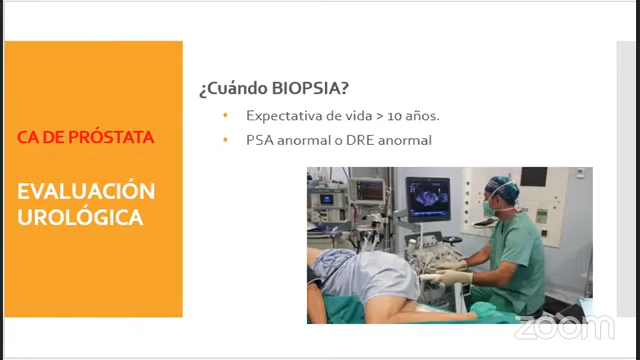 ¿Cuándo BIOPSIA?
Expectativa de vida > 10 años.
PSA anormal o DRE anormal
CA DE PRÓSTATA
EVALUACIÓN
UROLÓGICA
zoom